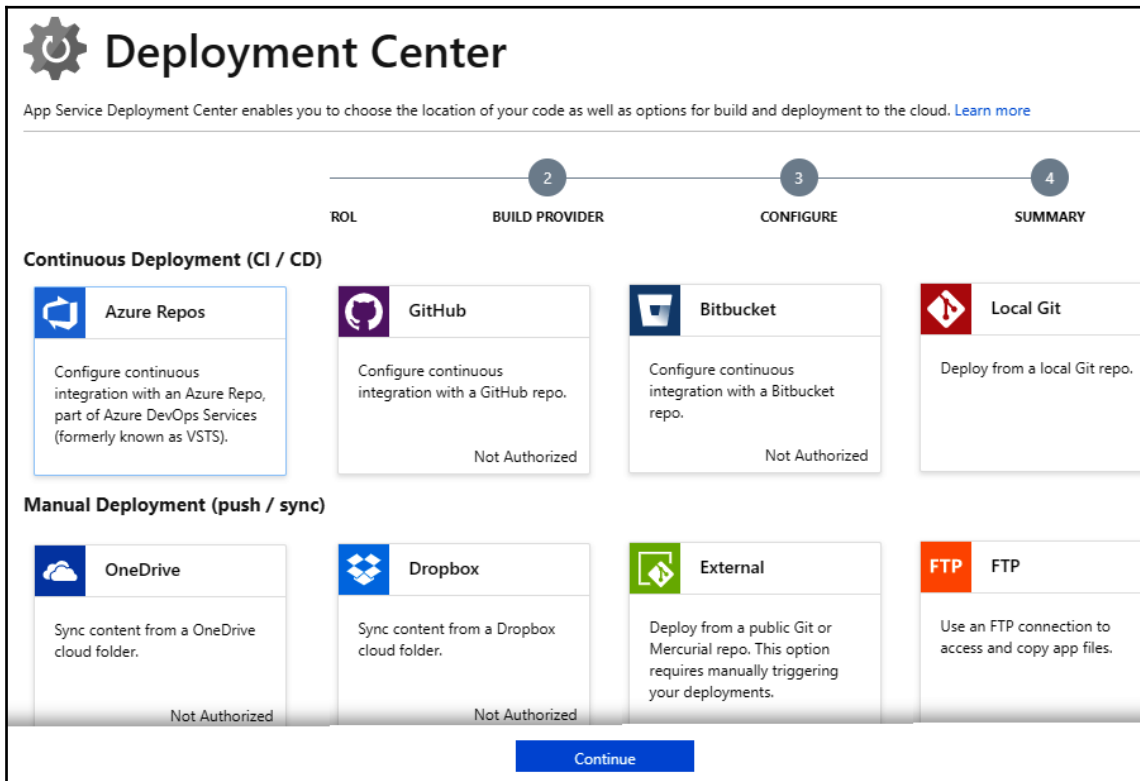 Deployment Center
App Service Deployment Center enables you to choose the location of your code as well as options for build and deployment to the cloud. Learn more
2
3
4
ROL
BUILD PROVIDER
CONFIGURE
SUMMARY
Continuous Deployment (CI / CD)
Azure Repos
Configure continuous
integration with an Azure Repo,
part of Azure DevOps Services
(formerly known as VSTS).
GitHub
Configure continuous
integration with a GitHub repo.
Not Authorized
Bitbucket
Configure continuous
integration with a Bitbucket
repo.
Not Authorized
Local Git
Deploy from a local Git repo.
Manual Deployment (push / sync)
OneDrive
Sync content from a OneDrive
cloud folder.
Not Authorized
Dropbox
Sync content from a Dropbox
cloud folder.
Not Authorized
External
Deploy from a public Git or
Mercurial repo. This option
requires manually triggering
your deployments.
FTP
FTP
Use an FTP connection to
access and copy app files.
Continue